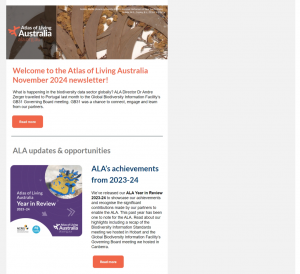 Atlas of Living
Australia
Welcome to the Atlas of Living Australia
November 2024 newsletter!
What is happening in the biodiversity data sector globally? ALA Director Dr Andre
Zerger travelled to Portugal last month to the Global Biodiversity Information Facility's
GB31 Governing Board meeting. GB31 was a chance to connect, engage and learn
from our partners.
Read more
ALA updates & opportunities
Atlas of Living
Australia
Year in Review
2023-24
ALA's achievements
from 2023-24
We've released our ALA Year in Review
2023-24 to showcase our achievements
and recognise the significant
contributions made by our partners to
enable the ALA. This past year has been
one to note for the ALA. Read about our
highlights including a recap of the
Biodiversity Information Standards
meeting we hosted in Hobart and the
Global Biodiversity Information Facility's
Governing Board meeting we hosted in
Canberra.
Read more